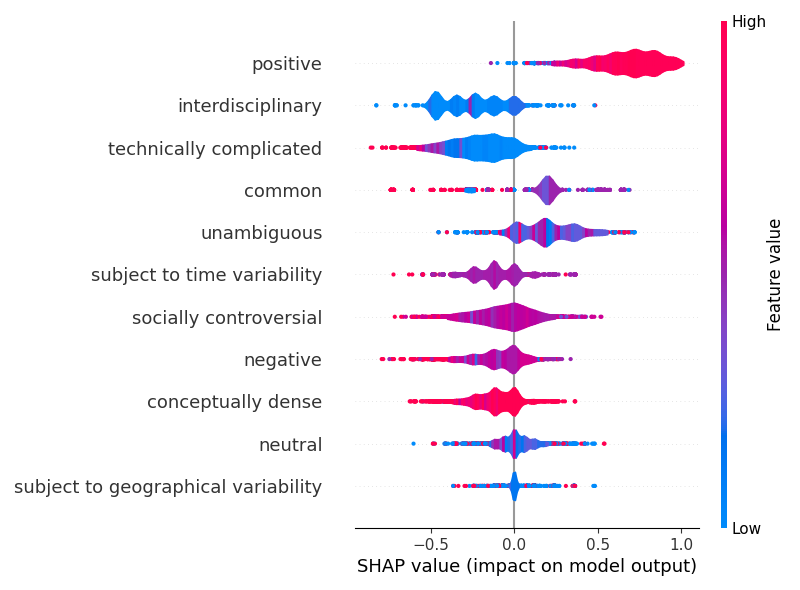 High
positive
interdisciplinary
technically complicated
common
unambiguous
subject to time variability
socially controversial
negative
conceptually dense
neutral
subject to geographical variability
Feature value
Low
−0.5 0.0 0.5 1.0
SHAP value (impact on model output)